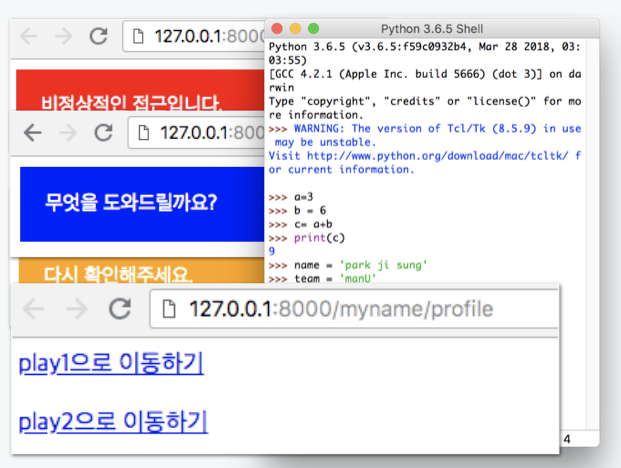 127.0.0.1:8000
비정상적인 접근입니다.
127.0.0.1:800
무엇을 도와드릴까요?
다시 확인해주세요.
127.0.0.1:8000/myname/profile
play1으로 이동하기
play2으로 이동하기
Python 3.6.5 Shell
Python 3.6.5 (v3.6.5:f59c0932b4, Mar 28 2018, 03:
03:55)
[GCC 4.2.1 (Apple Inc. build 5666) (dot 3)] on da
rwin
Type "copyright", "credits" or "license()" for mo
re information.
>>> WARNING: The version of Tcl/Tk (8.5.9) in use
may be unstable.
Visit http://www.python.org/download/mac/tcltk/ f
or current information.
>>> a=3
>>> b = 6
>>> c= a+b
>>> print(c)
9
>>> name = 'park ji sung'
>>> team = 'manU'
4